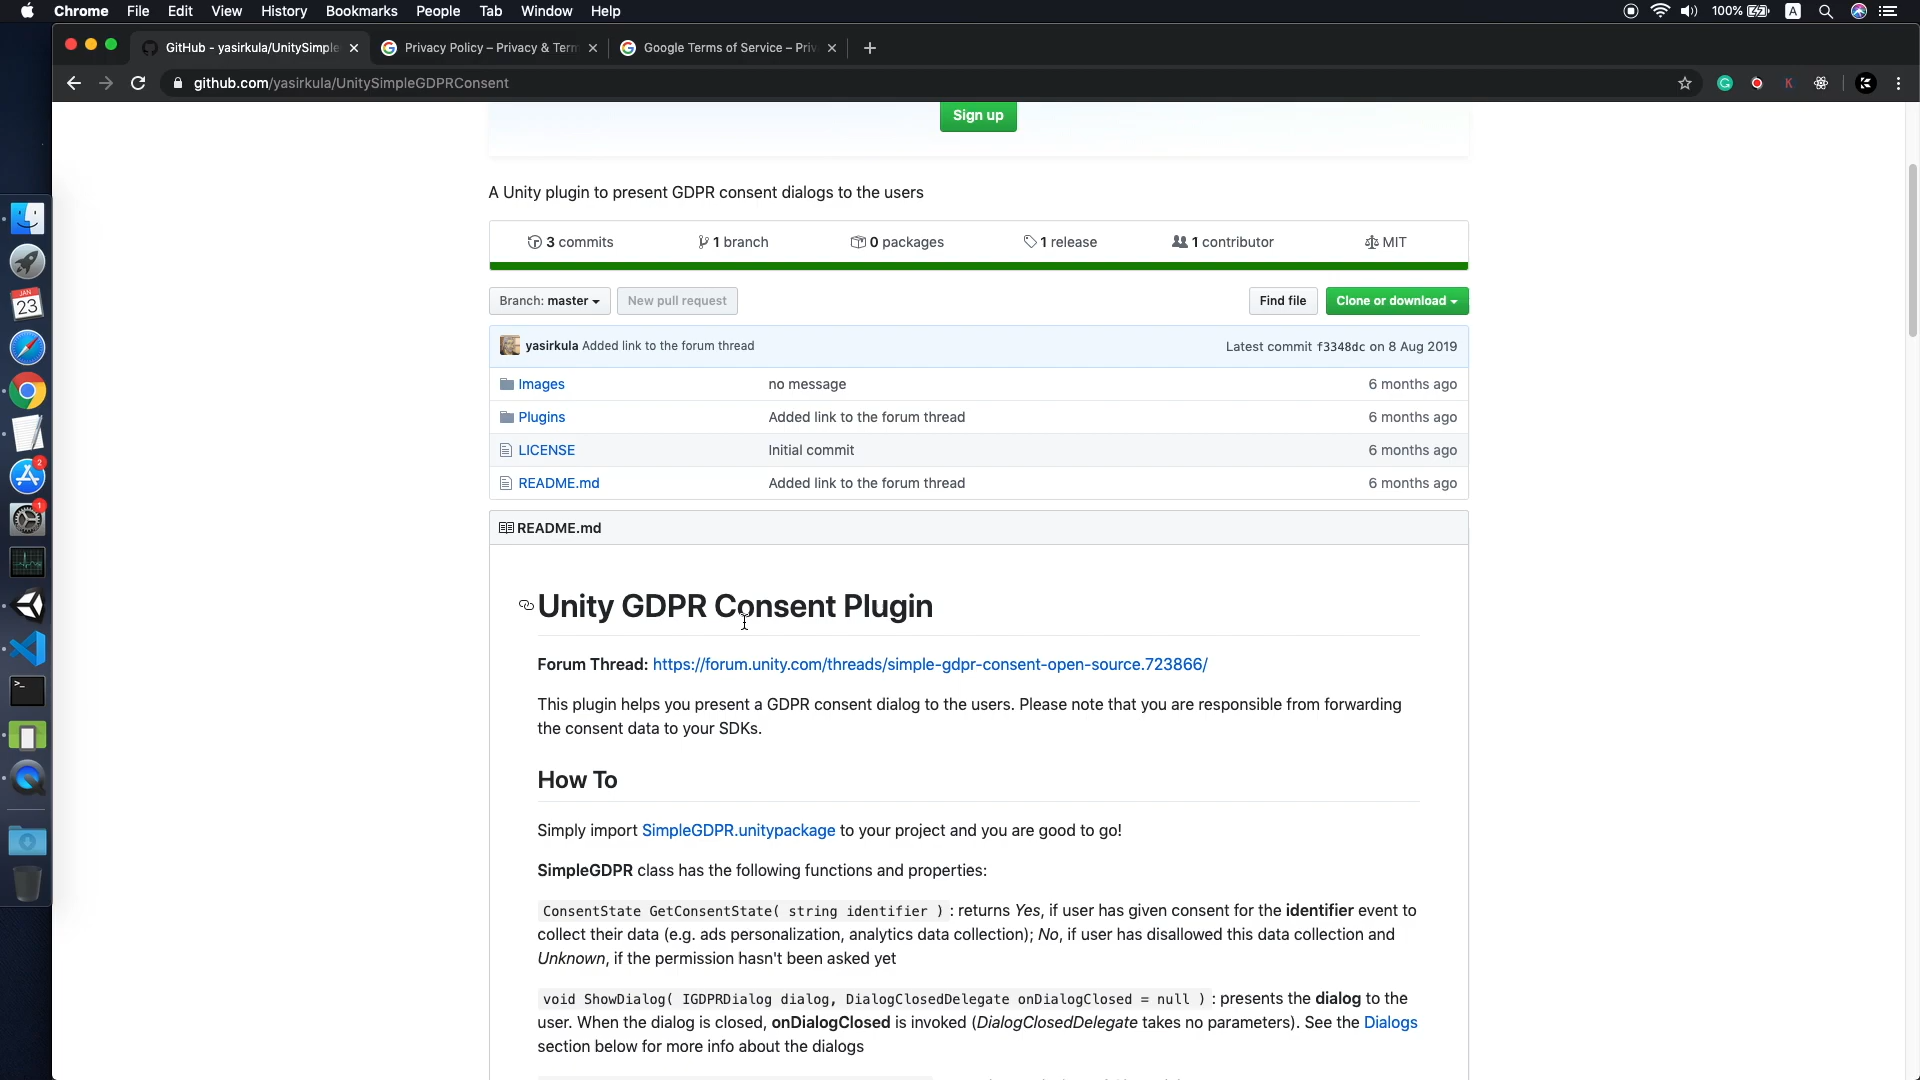 Chrome File Edit View History Bookmarks People Tab Window Help 100% A
GitHub - yasirkula/UnitySimple Privacy Policy – Privacy & Term Google Terms of Service – Priv
github.com/yasirkula/UnitySimpleGDPRConsent
Sign up
A Unity plugin to present GDPR consent dialogs to the users
3 commits 1 branch 0 packages 1 release 1 contributor MIT
Branch: master New pull request Find file Clone or download
yasirkula Added link to the forum thread Latest commit f3348dc on 8 Aug 2019
Images no message 6 months ago
Plugins Added link to the forum thread 6 months ago
LICENSE Initial commit 6 months ago
README.md Added link to the forum thread 6 months ago
README.md
Unity GDPR Consent Plugin
Forum Thread: https://forum.unity.com/threads/simple-gdpr-consent-open-source.723866/
This plugin helps you present a GDPR consent dialog to the users. Please note that you are responsible from forwarding
the consent data to your SDKs.
How To
Simply import SimpleGDPR.unitypackage to your project and you are good to go!
SimpleGDPR class has the following functions and properties:
ConsentState GetConsentState( string identifier ) : returns Yes, if user has given consent for the identifier event to
collect their data (e.g. ads personalization, analytics data collection); No, if user has disallowed this data collection and
Unknown, if the permission hasn't been asked yet
void ShowDialog( IGDPRDialog dialog, DialogClosedDelegate onDialogClosed = null ) : presents the dialog to the
user. When the dialog is closed, onDialogClosed is invoked (DialogClosedDelegate takes no parameters). See the Dialogs
section below for more info about the dialogs
JAN
23
2
1